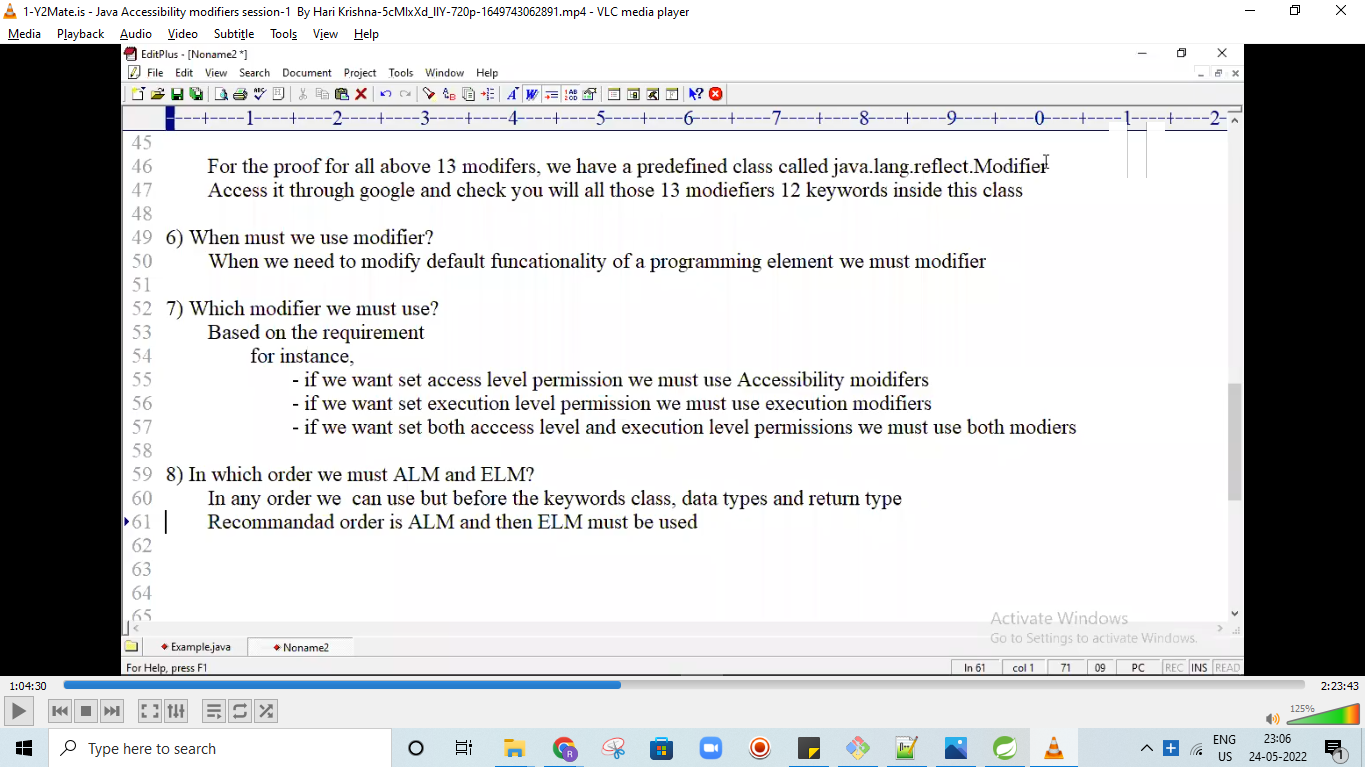 1-Y2Mate.is - Java Accessibility modifiers session-1 By Hari Krishna-5cMlxXd_lIY-720p-1649743062891.mp4 - VLC media player
Media Playback Audio Video Subtitle Tools View Help
EditPlus - [Noname2 *]
File Edit View Search Document Project Tools Window Help
----+----1----+----2----+----3----+----4----+----5----+----6----+----7----+----8----+----9----+----0----+----1----+----2-
45
46 For the proof for all above 13 modifers, we have a predefined class called java.lang.reflect.Modifier
47 Access it through google and check you will all those 13 modiefiers 12 keywords inside this class
48
49 6) When must we use modifier?
50 When we need to modify default funcationality of a programming element we must modifier
51
52 7) Which modifier we must use?
53 Based on the requirement
54 for instance,
55 - if we want set access level permission we must use Accessibility moidifers
56 - if we want set execution level permission we must use execution modifiers
57 - if we want set both acccess level and execution level permissions we must use both modiers
58
59 8) In which order we must ALM and ELM?
60 In any order we can use but before the keywords class, data types and return type
61 Recommandad order is ALM and then ELM must be used
62
63
64
65
Activate Windows
Go to Settings to activate Windows.
Example.java Noname2
For Help, press F1 ln 61 col 1 71 09 PC REC INS READ
1:04:30 2:23:43
125%
Type here to search
ENG
US
23:06
24-05-2022
1